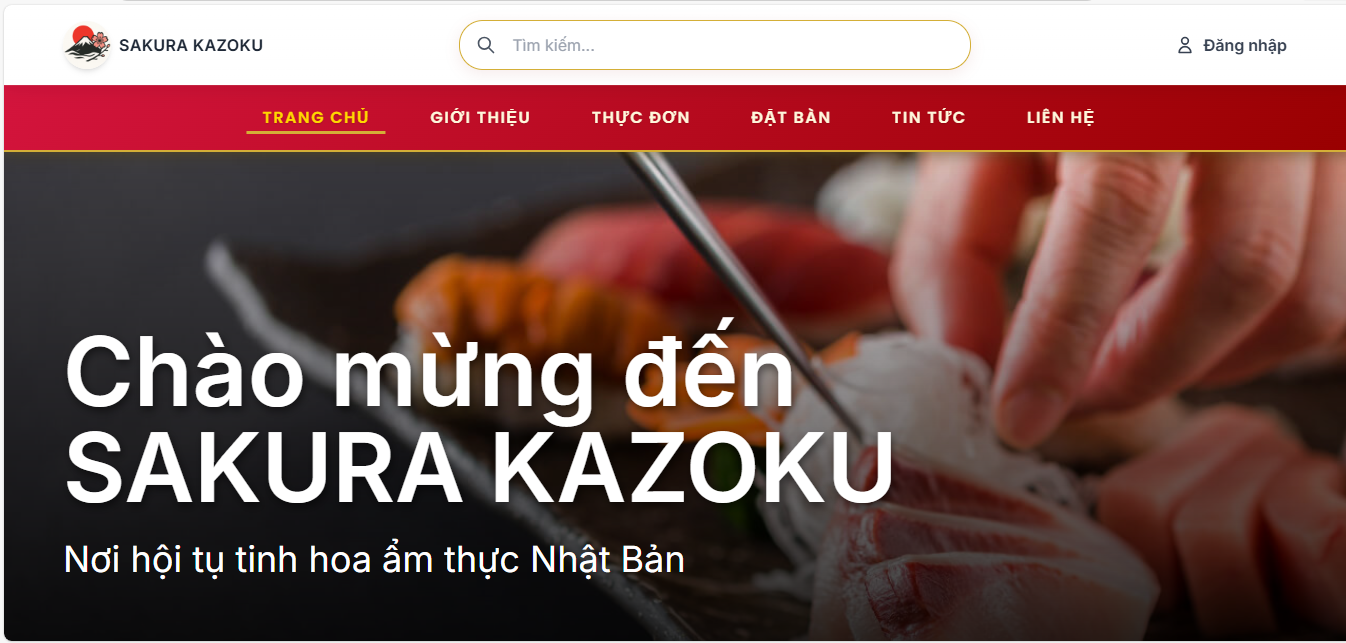 SAKURA KAZOKU
Tìm kiếm...
Đăng nhập
TRANG CHỦ
GIỚI THIỆU
THỰC ĐƠN
ĐẶT BÀN
TIN TỨC
LIÊN HỆ
Chào mừng đến
SAKURA KAZOKU
Nơi hội tụ tinh hoa ẩm thực Nhật Bản